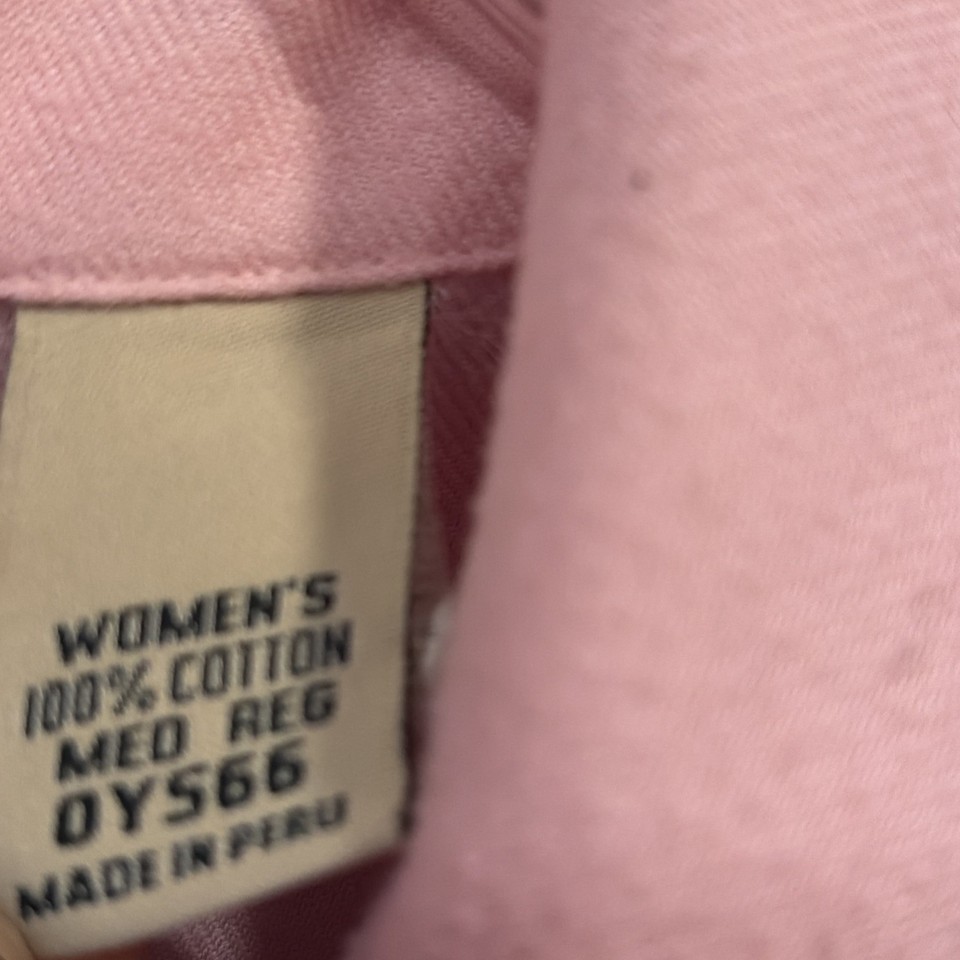 WOMEN'S
100% COTTON
MED REG
0YS66
MADE IN PERU